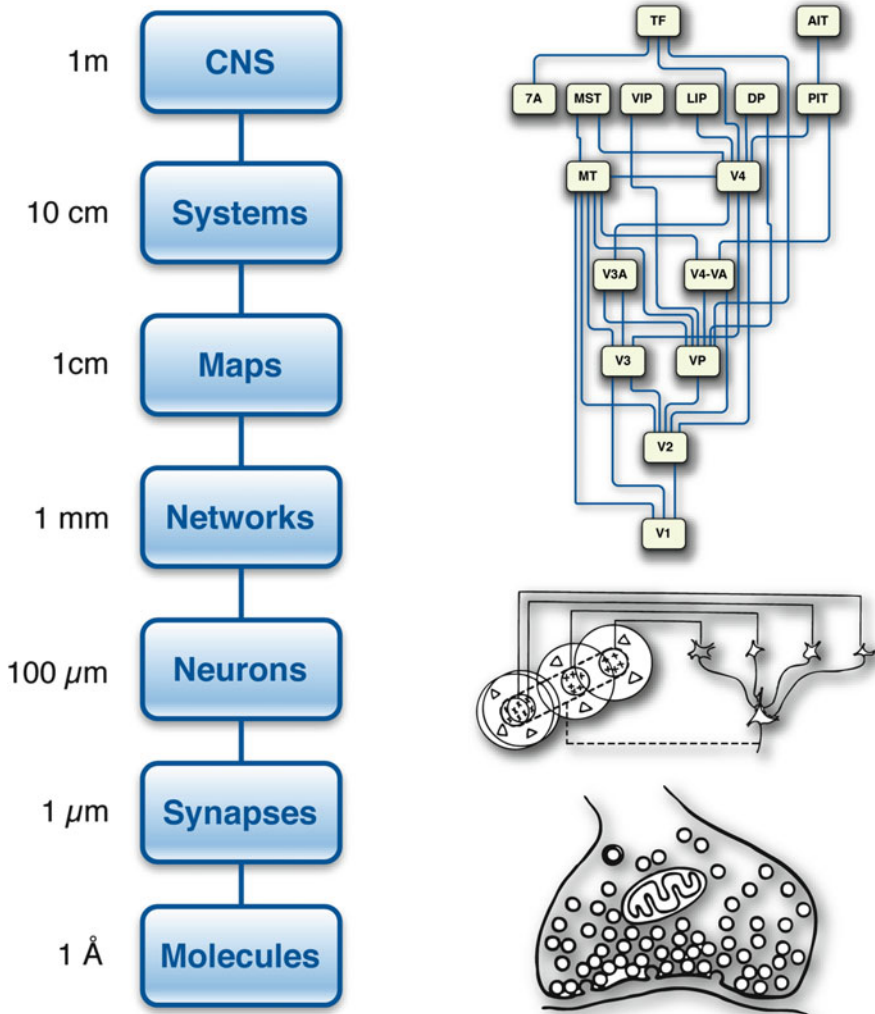 1m
CNS
10 cm
Systems
1cm
Maps
1 mm
Networks
100 µm
Neurons
1 µm
Synapses
1 Å
Molecules
TF
AIT
7A
MST
VIP
LIP
DP
PIT
MT
V4
V3A
V4-VA
V3
VP
V2
V1